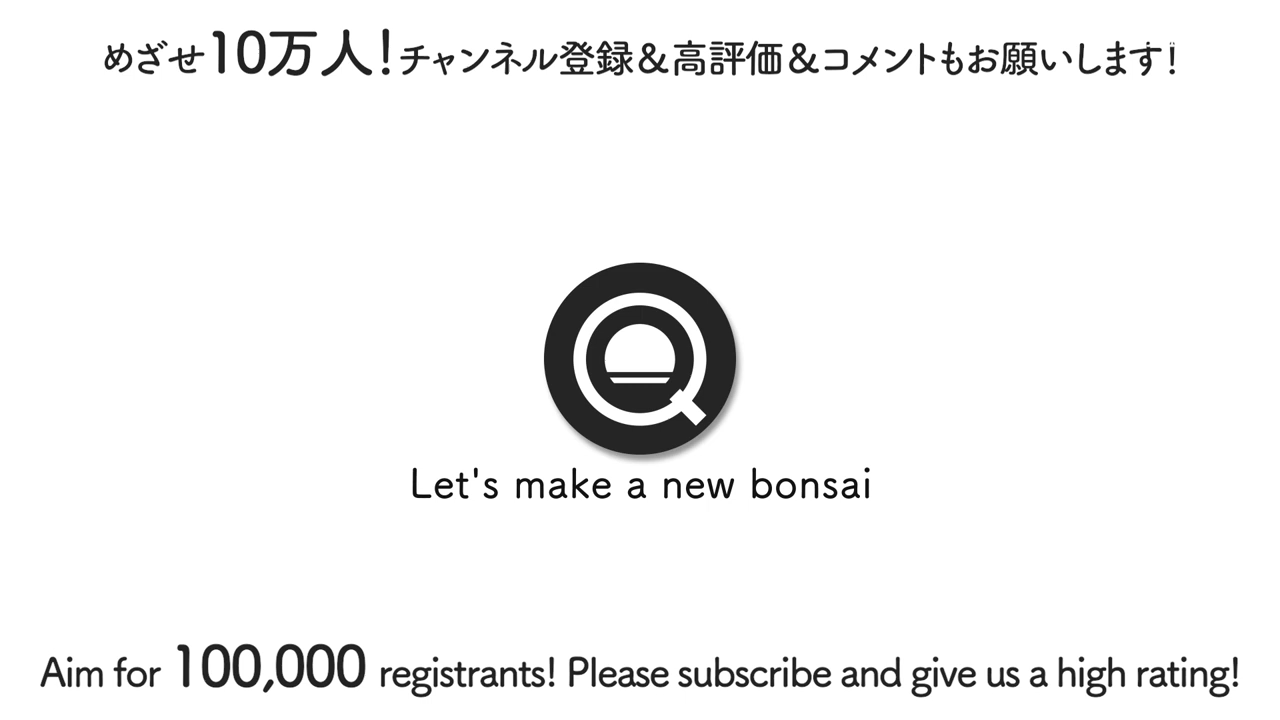 めざせ10万人！チャンネル登録＆高評価＆コメントもお願いします！
Let's make a new bonsai
Aim for 100,000 registrants! Please subscribe and give us a high rating!